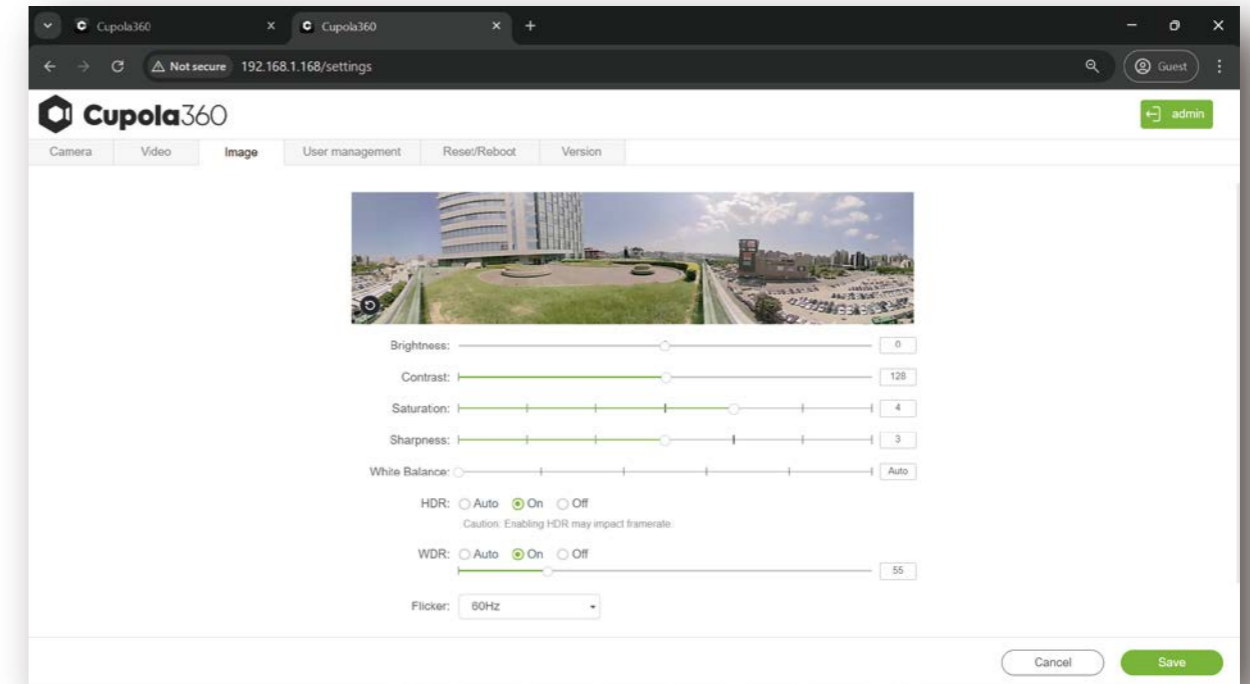 Cupola360 Cupola360
Not secure 192.168.1.168/settings Guest
Cupola360 admin
Camera Video Image User management Reset/Reboot Version
Brightness: 0
Contrast: 128
Saturation: 4
Sharpness: 3
White Balance: Auto
HDR: Auto On Off
Caution: Enabling HDR may impact framerate.
WDR: Auto On Off
55
Flicker: 60Hz
Cancel Save